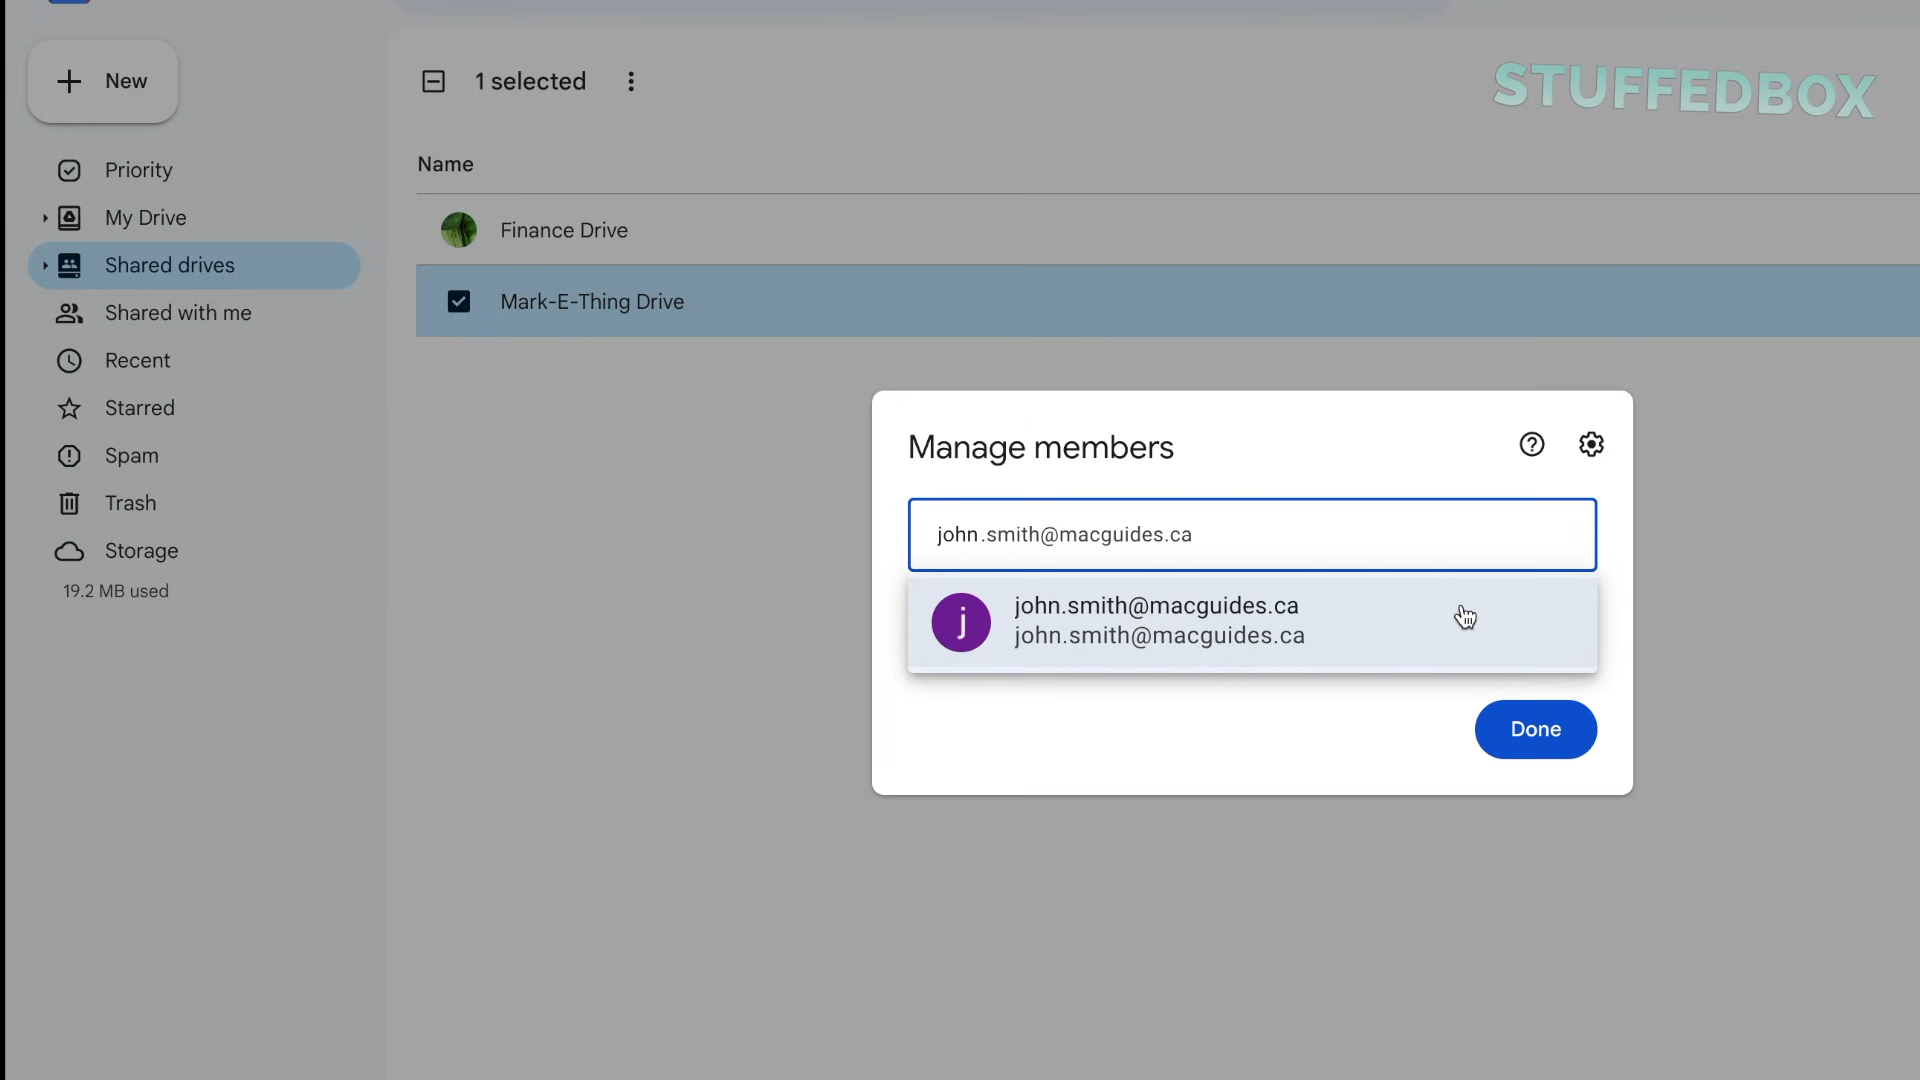 New
1 selected
STUFFEDBOX
Priority
Name
My Drive
Finance Drive
Shared drives
Mark-E-Thing Drive
Shared with me
Recent
Starred
Spam
Trash
Storage
19.2 MB used
Manage members
john.smith@macguides.ca
j
john.smith@macguides.ca
john.smith@macguides.ca
Done